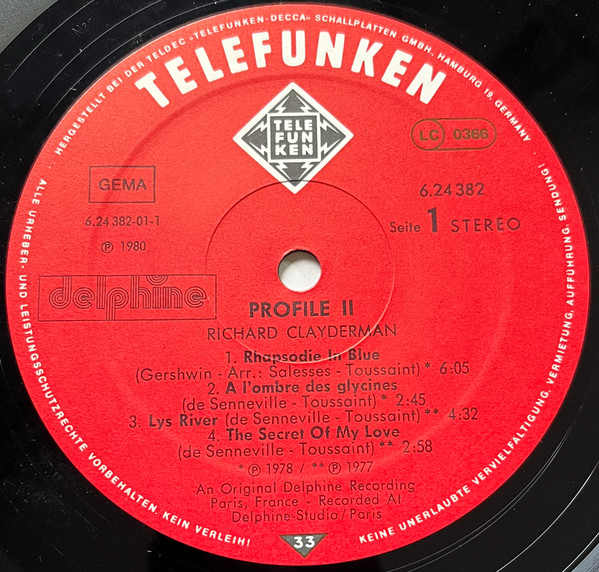 HERGESTELLT BEI DER TELDEC »TELEFUNKEN-DECCA« SCHALLPLATTEN GMBH., HAMBURG 19, GERMANY
TELEFUNKEN
TELE
FUN
KEN
LC 0366
GEMA
6.24 382-01-1
℗ 1980
6.24 382
Seite 1 STEREO
delphine
PROFILE II
RICHARD CLAYDERMAN
1. Rhapsodie In Blue
(Gershwin - Arr.: Salesses - Toussaint) * 6:05
2. A l'ombre des glycines
(de Senneville - Toussaint) * 2:45
3. Lys River (de Senneville - Toussaint) ** 4:32
4. The Secret Of My Love
(de Senneville - Toussaint) ** 2:58
* ℗ 1978 / ** ℗ 1977
An Original Delphine Recording
Paris, France - Recorded At
Delphine-Studio/Paris
33
ALLE URHEBER- UND LEISTUNGSSCHUTZRECHTE VORBEHALTEN. KEIN VERLEIH!
KEINE UNERLAUBTE VERVIELFÄLTIGUNG, VERMIETUNG, AUFFÜHRUNG, SENDUNG!